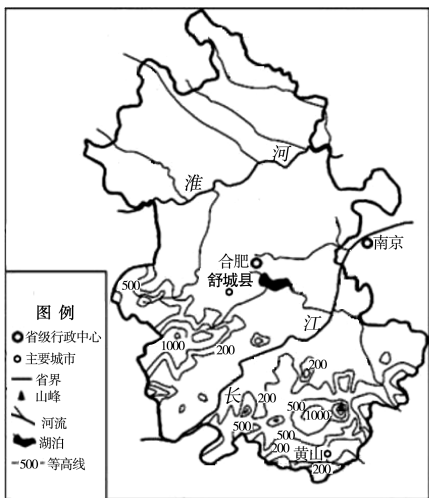 淮
河
南京
合肥
舒城县
500
江
1000
200
200
长
200
500
1000
500
500
200
黄山
200
图 例
省级行政中心
主要城市
省界
山峰
河流
湖泊
500 等高线